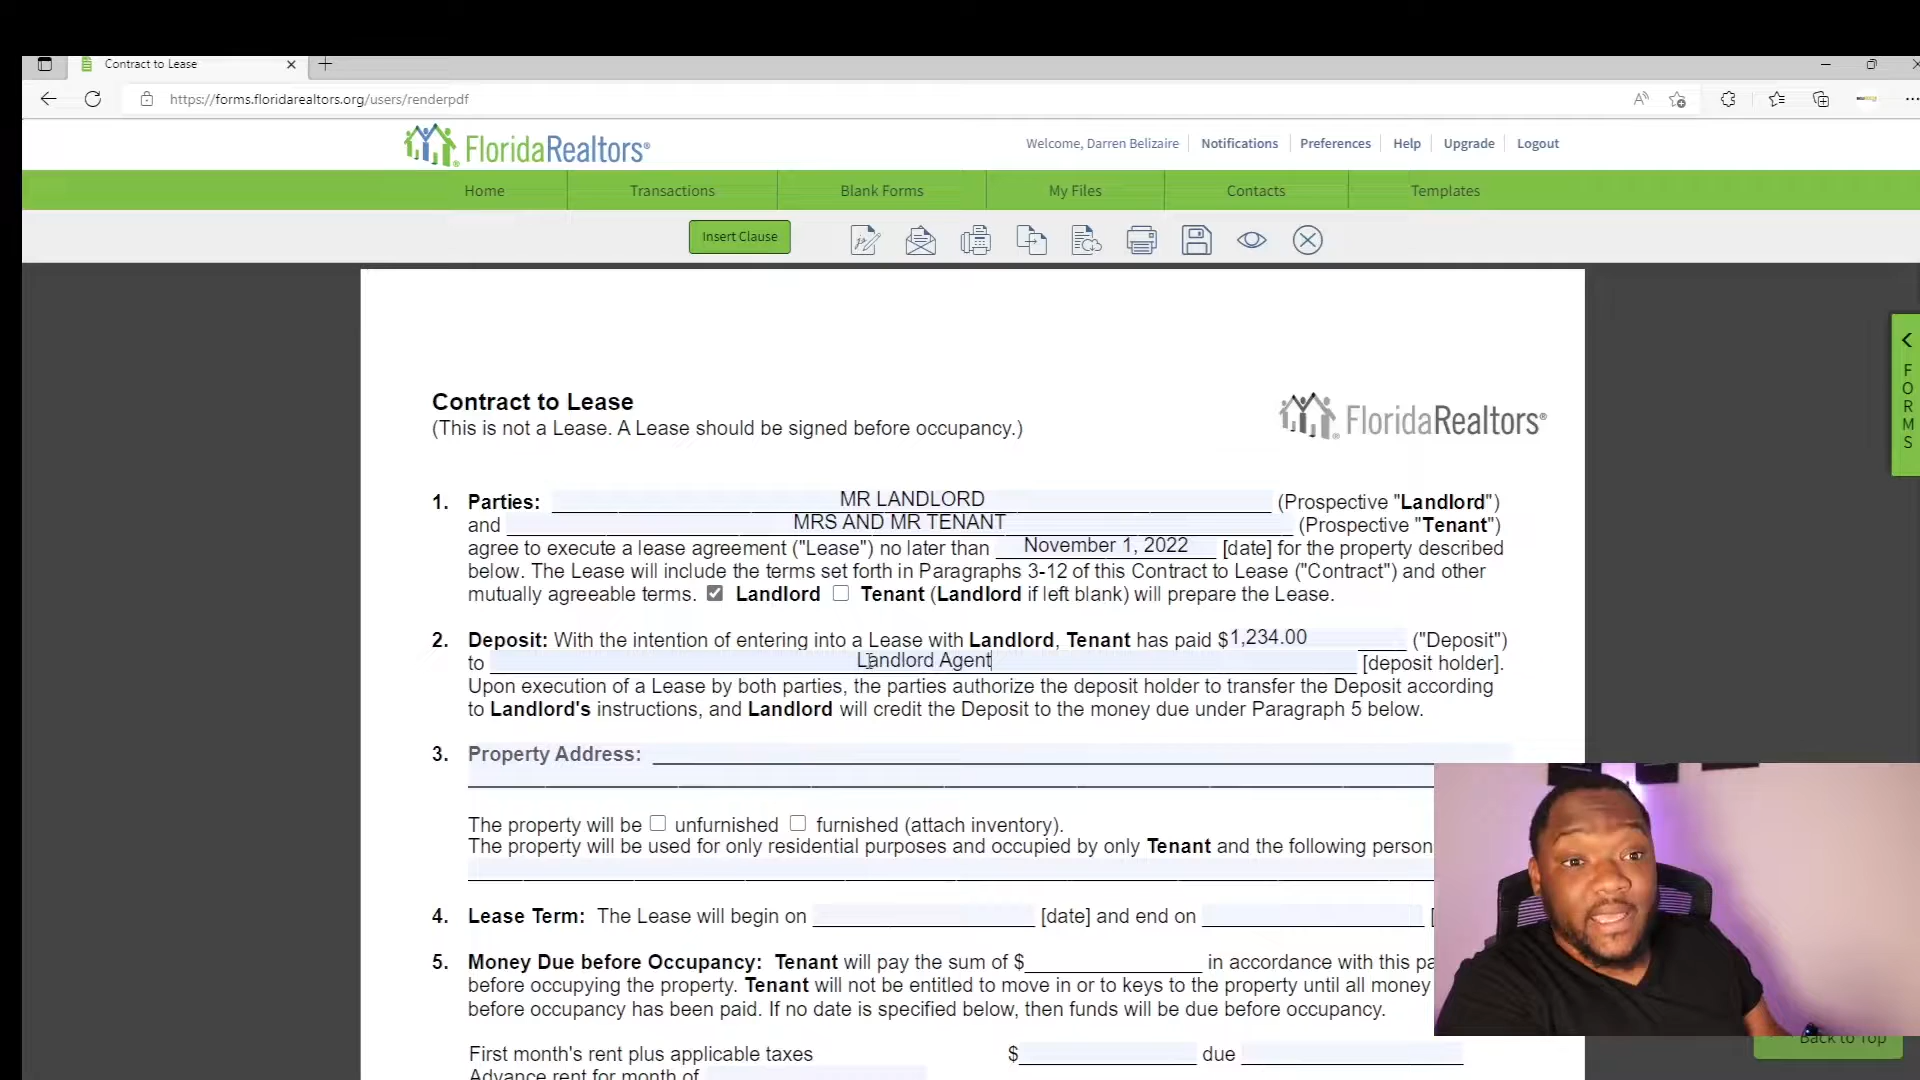 Contract to Lease
https://forms.floridarealtors.org/users/renderpdf
FloridaRealtors®
Welcome, Darren Belizaire
Notifications
Preferences
Help
Upgrade
Logout
Home
Transactions
Blank Forms
My Files
Contacts
Templates
Insert Clause
FORMS
Contract to Lease
(This is not a Lease. A Lease should be signed before occupancy.)
FloridaRealtors®
1. Parties: MR LANDLORD (Prospective "Landlord")
and MRS AND MR TENANT (Prospective "Tenant")
agree to execute a lease agreement ("Lease") no later than November 1, 2022 [date] for the property described
below. The Lease will include the terms set forth in Paragraphs 3-12 of this Contract to Lease ("Contract") and other
mutually agreeable terms. Landlord Tenant (Landlord if left blank) will prepare the Lease.
2. Deposit: With the intention of entering into a Lease with Landlord, Tenant has paid $1,234.00 ("Deposit")
to Landlord Agent [deposit holder].
Upon execution of a Lease by both parties, the parties authorize the deposit holder to transfer the Deposit according
to Landlord's instructions, and Landlord will credit the Deposit to the money due under Paragraph 5 below.
3. Property Address:
The property will be unfurnished furnished (attach inventory).
The property will be used for only residential purposes and occupied by only Tenant and the following person
4. Lease Term: The Lease will begin on [date] and end on [
5. Money Due before Occupancy: Tenant will pay the sum of $ in accordance with this pa
before occupying the property. Tenant will not be entitled to move in or to keys to the property until all money
before occupancy has been paid. If no date is specified below, then funds will be due before occupancy.
First month's rent plus applicable taxes $ due
Advance rent for month of
Back to Top